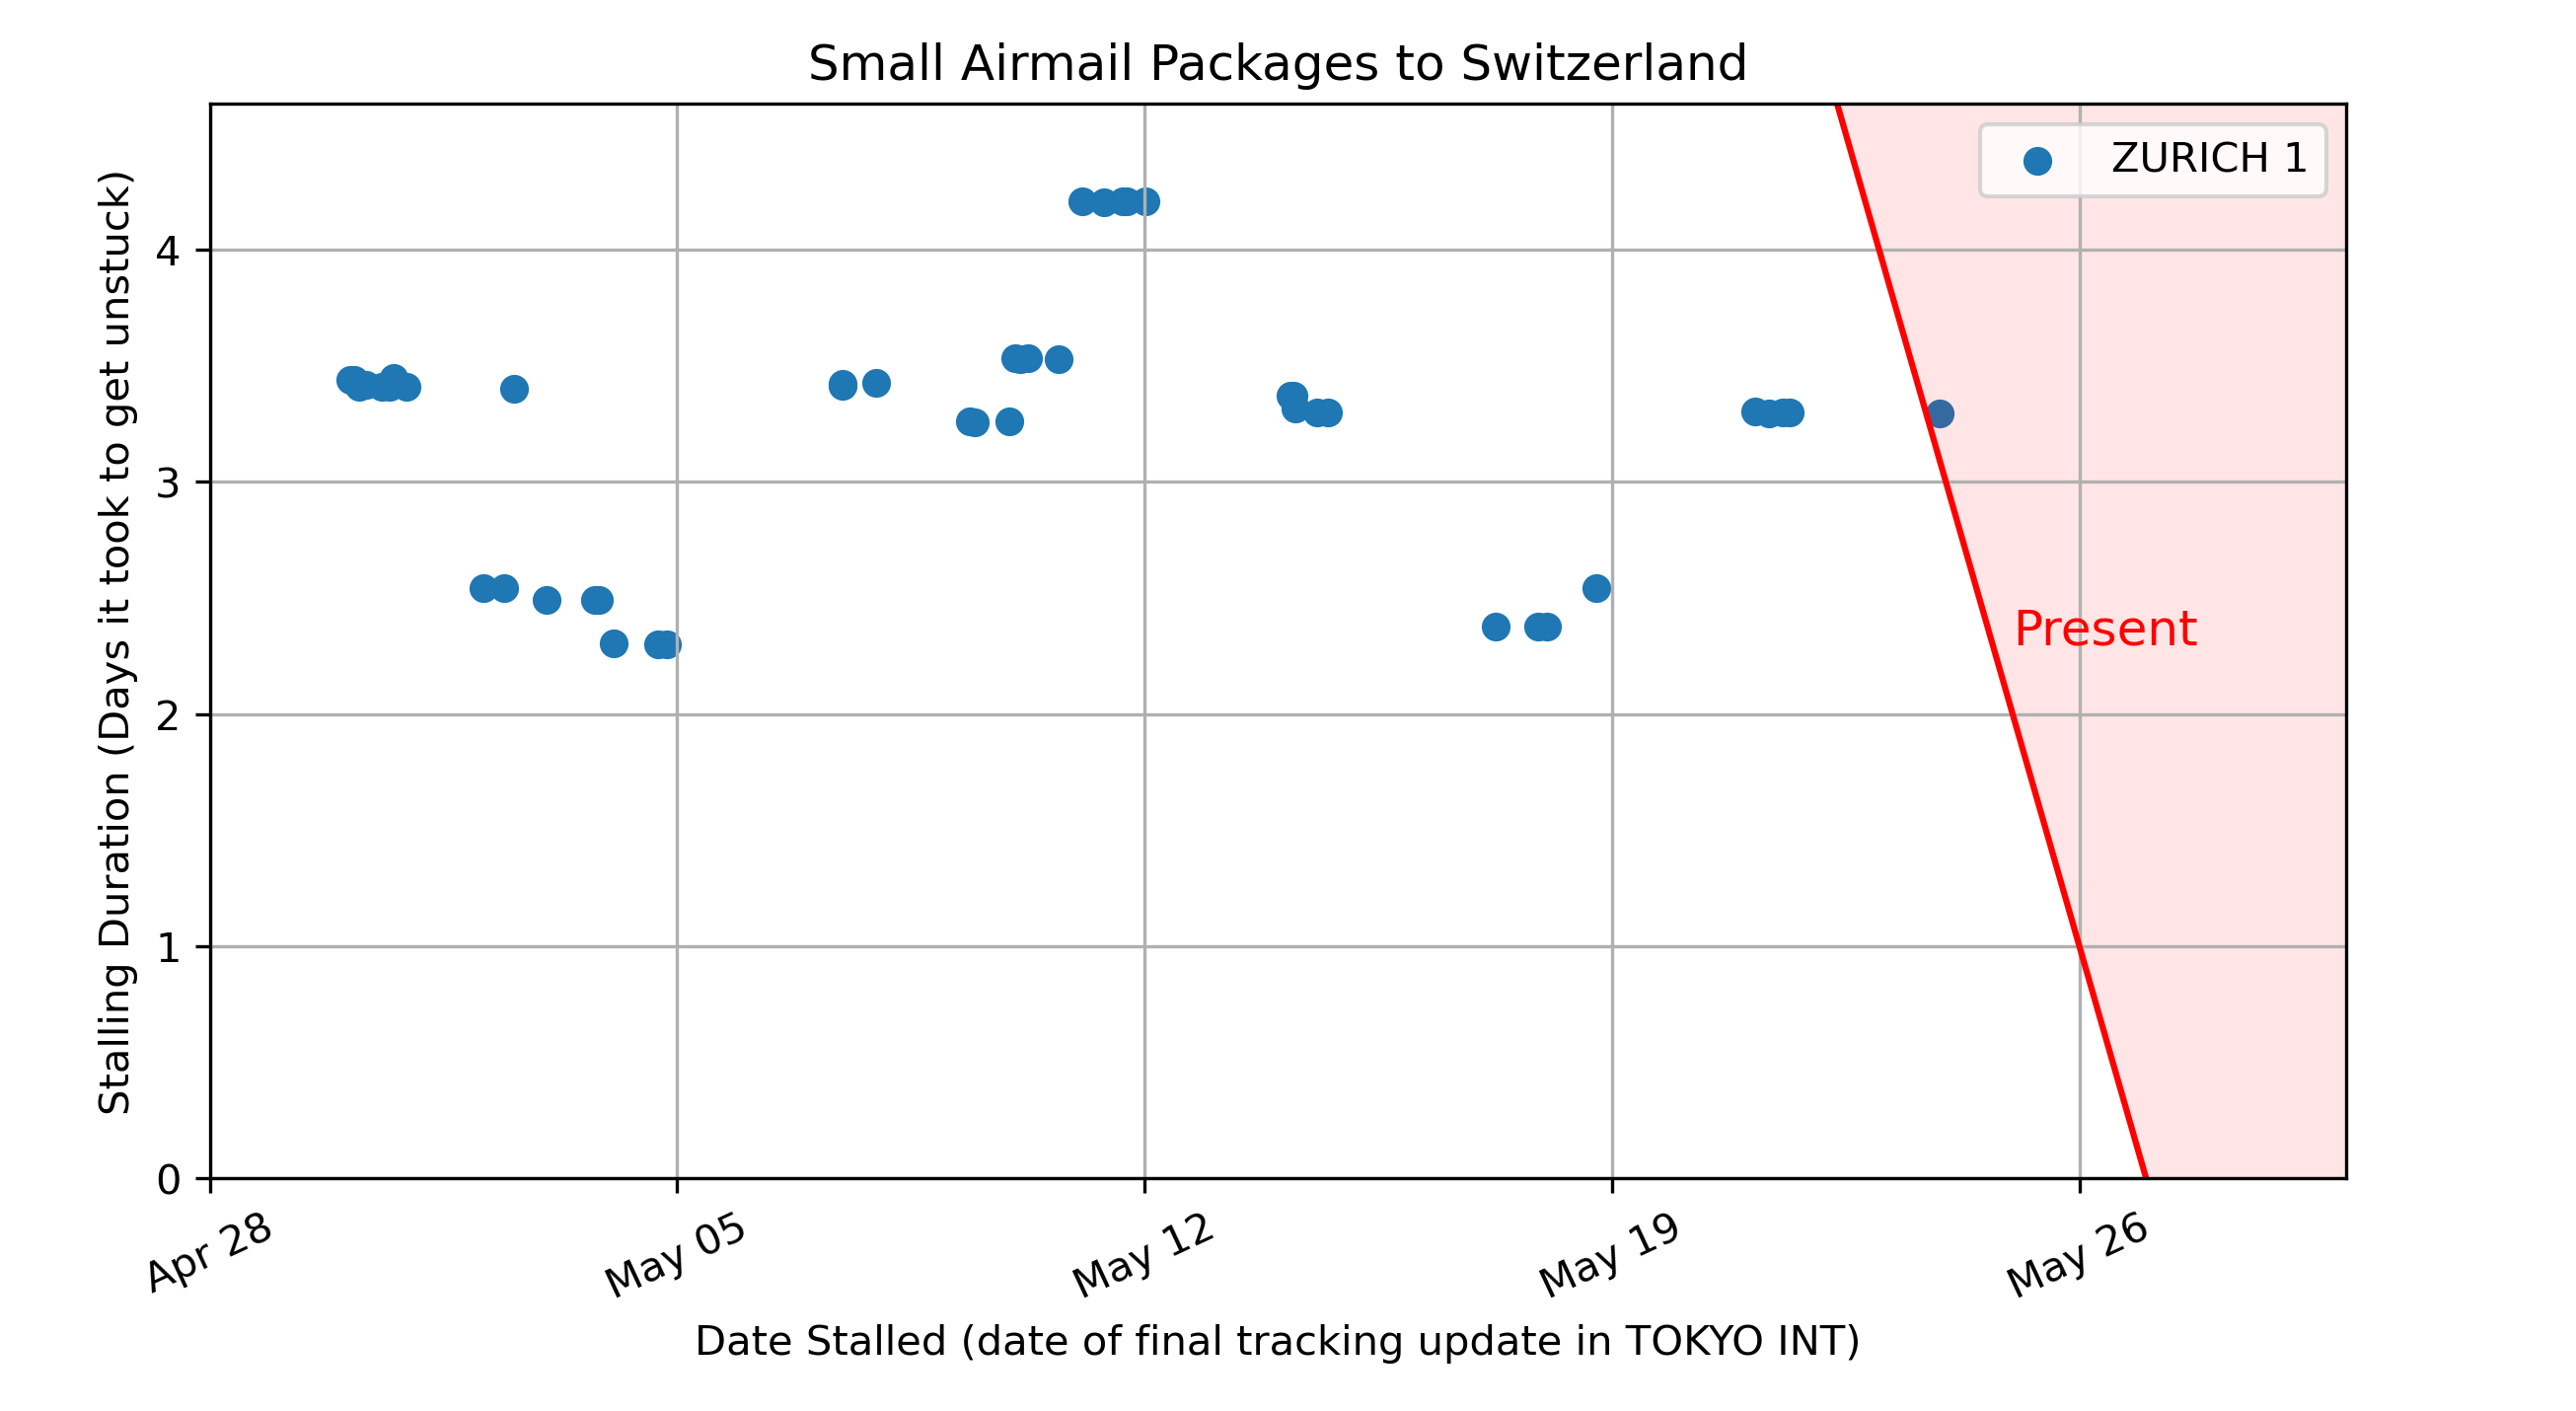 Small Airmail Packages to Switzerland
ZURICH 1
Stalling Duration (Days it took to get unstuck)
4
3
2
1
0
Present
Apr 28
May 05
May 12
May 19
May 26
Date Stalled (date of final tracking update in TOKYO INT)